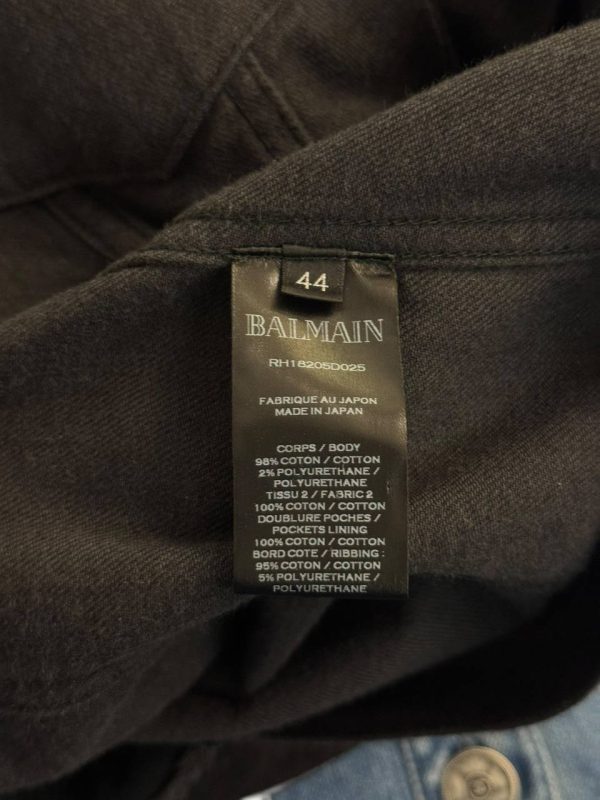 44
BALMAIN
RH18205D025
FABRIQUE AU JAPON
MADE IN JAPAN
CORPS / BODY
98% COTON / COTTON
2% POLYURETHANE /
POLYURETHANE
TISSU 2 / FABRIC 2
100% COTON / COTTON
DOUBLURE POCHES /
POCKETS LINING
100% COTON / COTTON
BORD COTE / RIBBING :
95% COTON / COTTON
5% POLYURETHANE /
POLYURETHANE